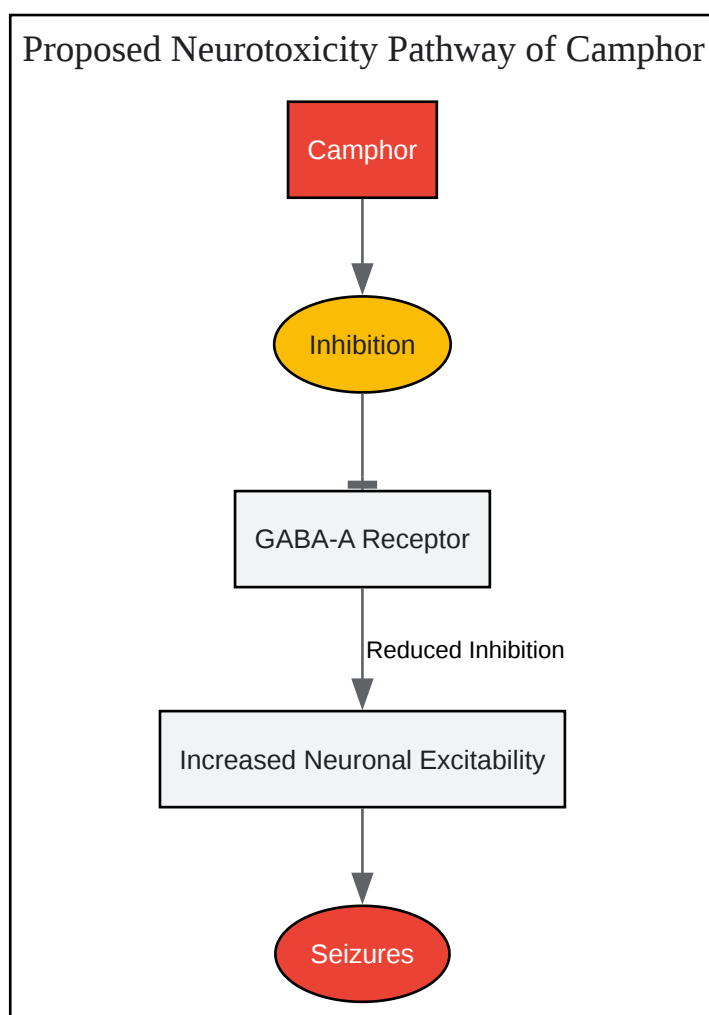 Proposed Neurotoxicity Pathway of Camphor
Camphor
Inhibition
GABA-A Receptor
Reduced Inhibition
Increased Neuronal Excitability
Seizures